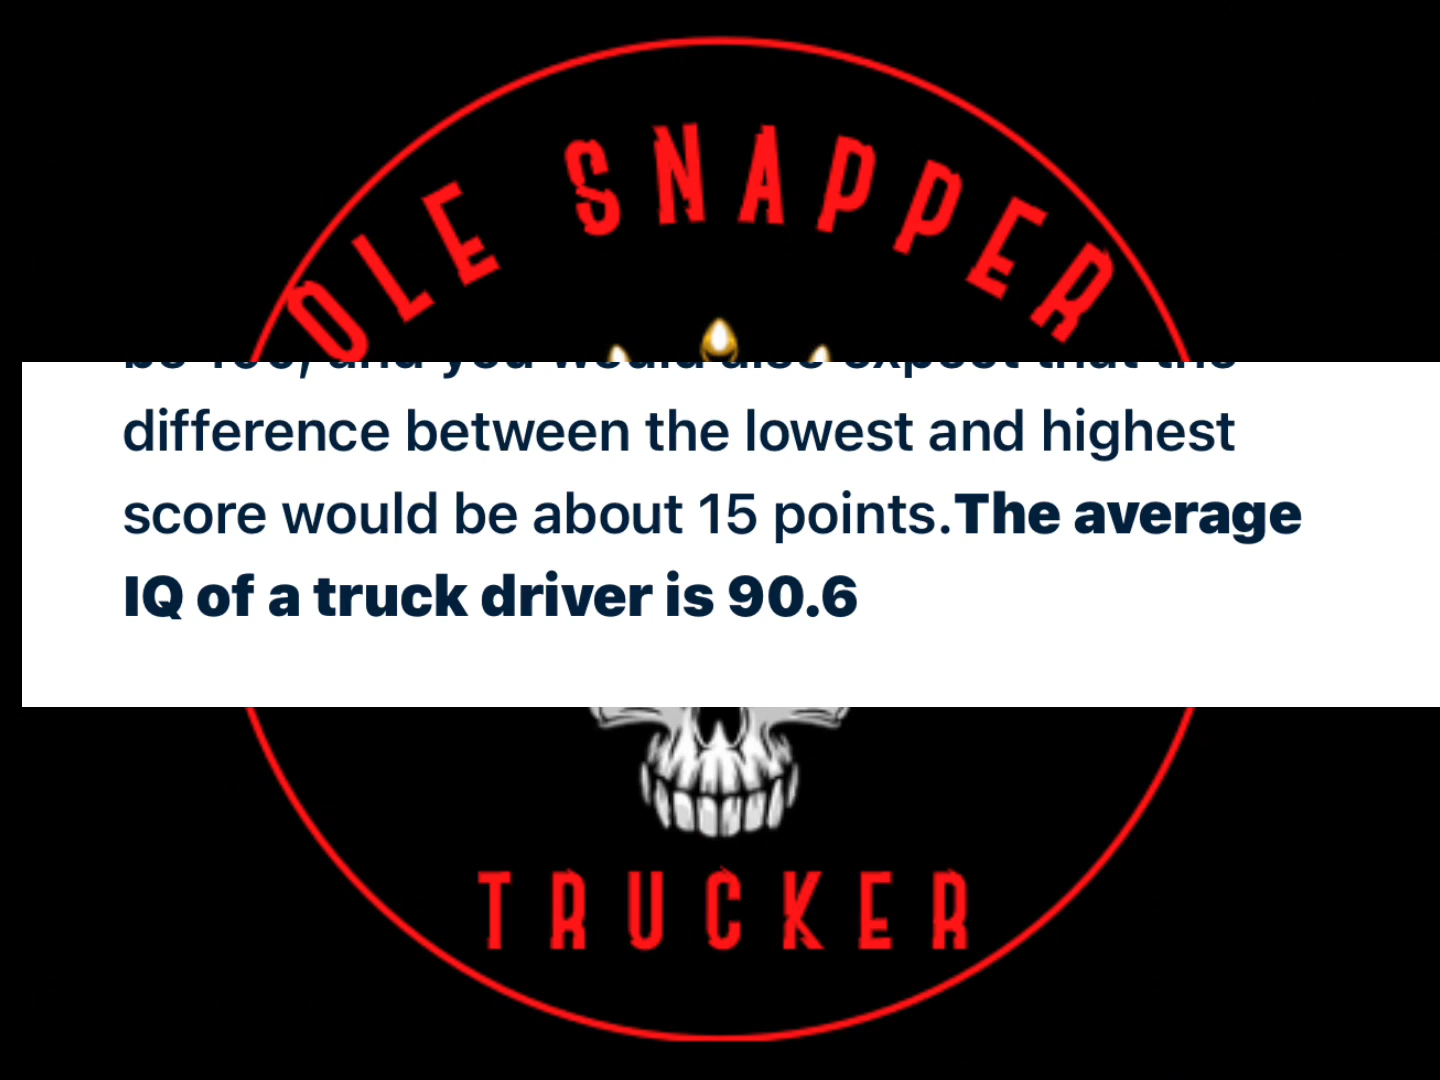 OLE SNAPPER
difference between the lowest and highest
score would be about 15 points.The average
IQ of a truck driver is 90.6
TRUCKER